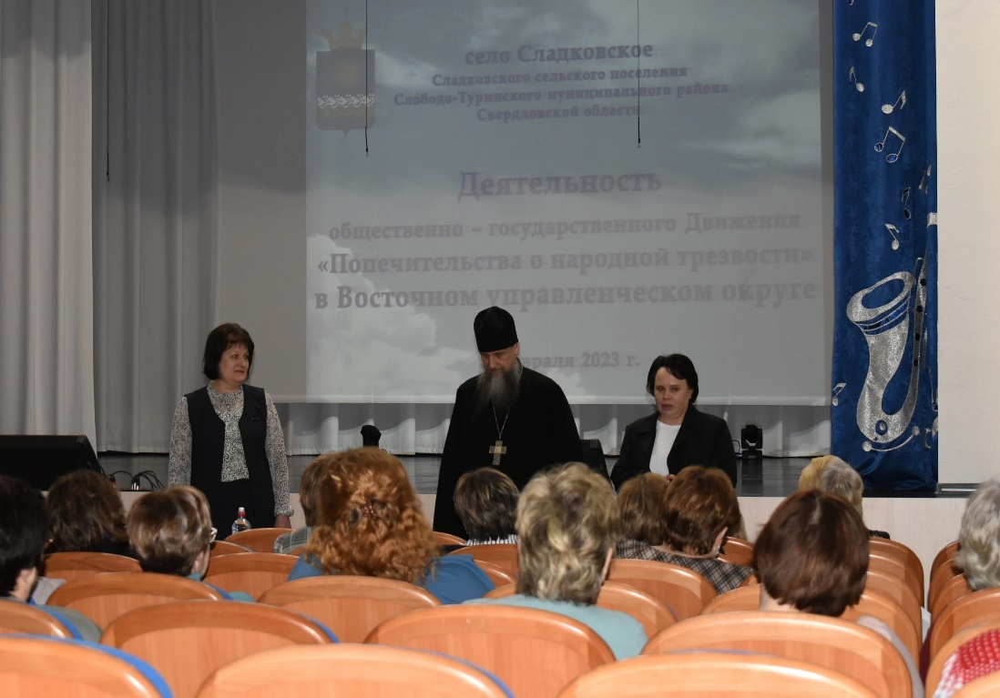 село Сладковское
Сладковского сельского поселения
Слободо-Туринского муниципального района
Свердловской области
Деятельность
общественно – государственного Движения
«Попечительства о народной трезвости»
в Восточном управленческом округе
2023 г.